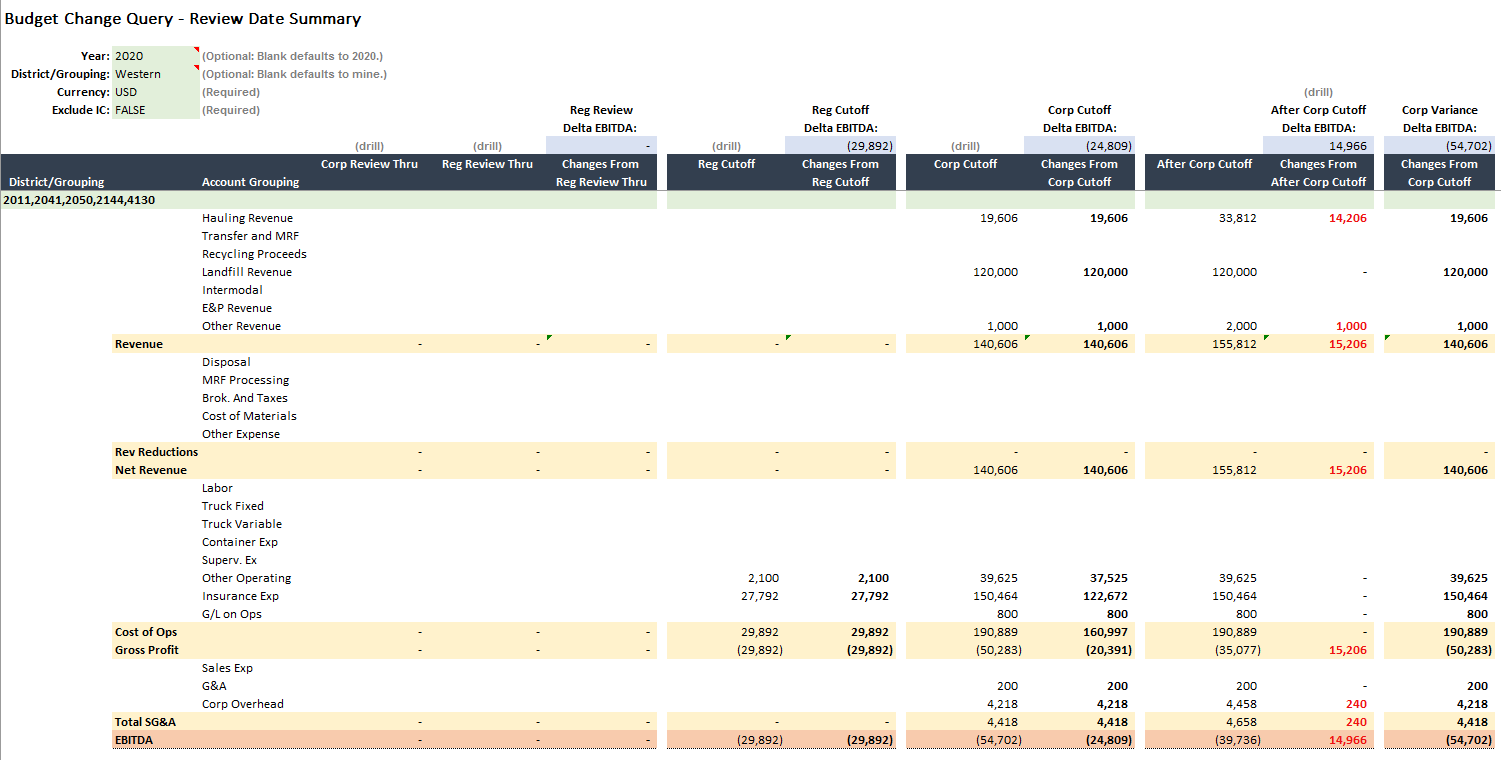 Budget Change Query - Review Date Summary
Year: 2020 (Optional: Blank defaults to 2020.)
District/Grouping: Western (Optional: Blank defaults to mine.)
Currency: USD (Required) (drill)
Exclude IC: FALSE (Required) Reg Review Reg Cutoff Corp Cutoff After Corp Cutoff Corp Variance
Delta EBITDA: Delta EBITDA: Delta EBITDA: Delta EBITDA: Delta EBITDA:
(drill) (drill) - (drill) (29,892) (drill) (24,809) 14,966 (54,702)
Corp Review Thru Reg Review Thru Changes From Reg Cutoff Changes From Corp Cutoff Changes From After Corp Cutoff Changes From Changes From
District/Grouping Account Grouping Reg Review Thru Reg Cutoff Corp Cutoff After Corp Cutoff Corp Cutoff
2011,2041,2050,2144,4130
Hauling Revenue 19,606 19,606 33,812 14,206 19,606
Transfer and MRF
Recycling Proceeds
Landfill Revenue 120,000 120,000 120,000 - 120,000
Intermodal
E&P Revenue
Other Revenue 1,000 1,000 2,000 1,000 1,000
Revenue - - - - - 140,606 140,606 155,812 15,206 140,606
Disposal
MRF Processing
Brok. And Taxes
Cost of Materials
Other Expense
Rev Reductions - - - - - - - - - -
Net Revenue - - - - - 140,606 140,606 155,812 15,206 140,606
Labor
Truck Fixed
Truck Variable
Container Exp
Superv. Ex
Other Operating 2,100 2,100 39,625 37,525 39,625 - 39,625
Insurance Exp 27,792 27,792 150,464 122,672 150,464 - 150,464
G/L on Ops 800 800 800 - 800
Cost of Ops - - - 29,892 29,892 190,889 160,997 190,889 - 190,889
Gross Profit - - - (29,892) (29,892) (50,283) (20,391) (35,077) 15,206 (50,283)
Sales Exp
G&A 200 200 200 - 200
Corp Overhead 4,218 4,218 4,458 240 4,218
Total SG&A - - - - - 4,418 4,418 4,658 240 4,418
EBITDA - - - (29,892) (29,892) (54,702) (24,809) (39,736) 14,966 (54,702)